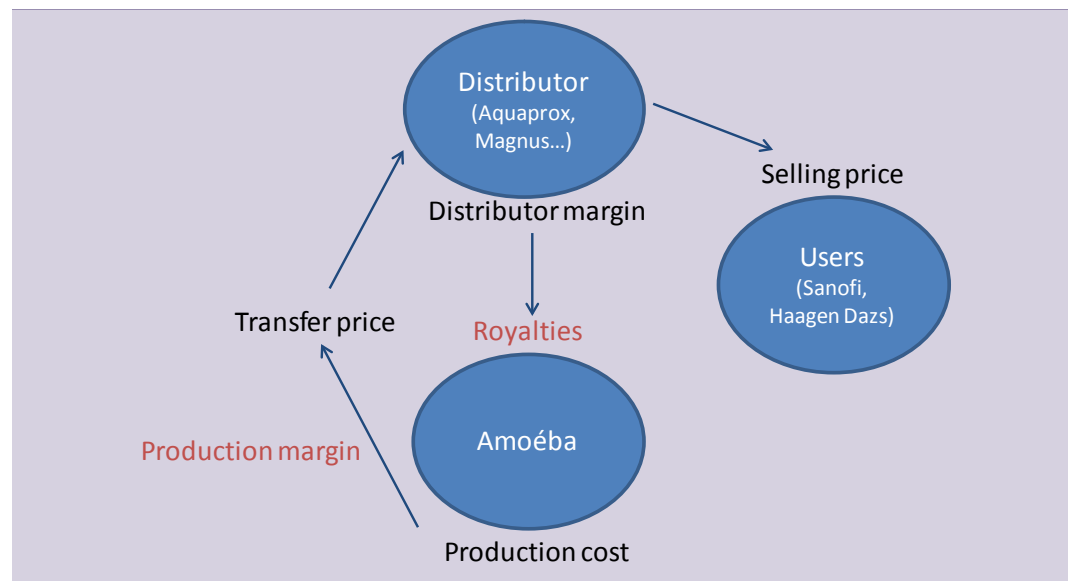 Distributor
(Aquaprox,
Magnus…)
Selling price
Distributor margin
Users
(Sanofi,
Haagen Dazs)
Transfer price
Royalties
Amoéba
Production margin
Production cost